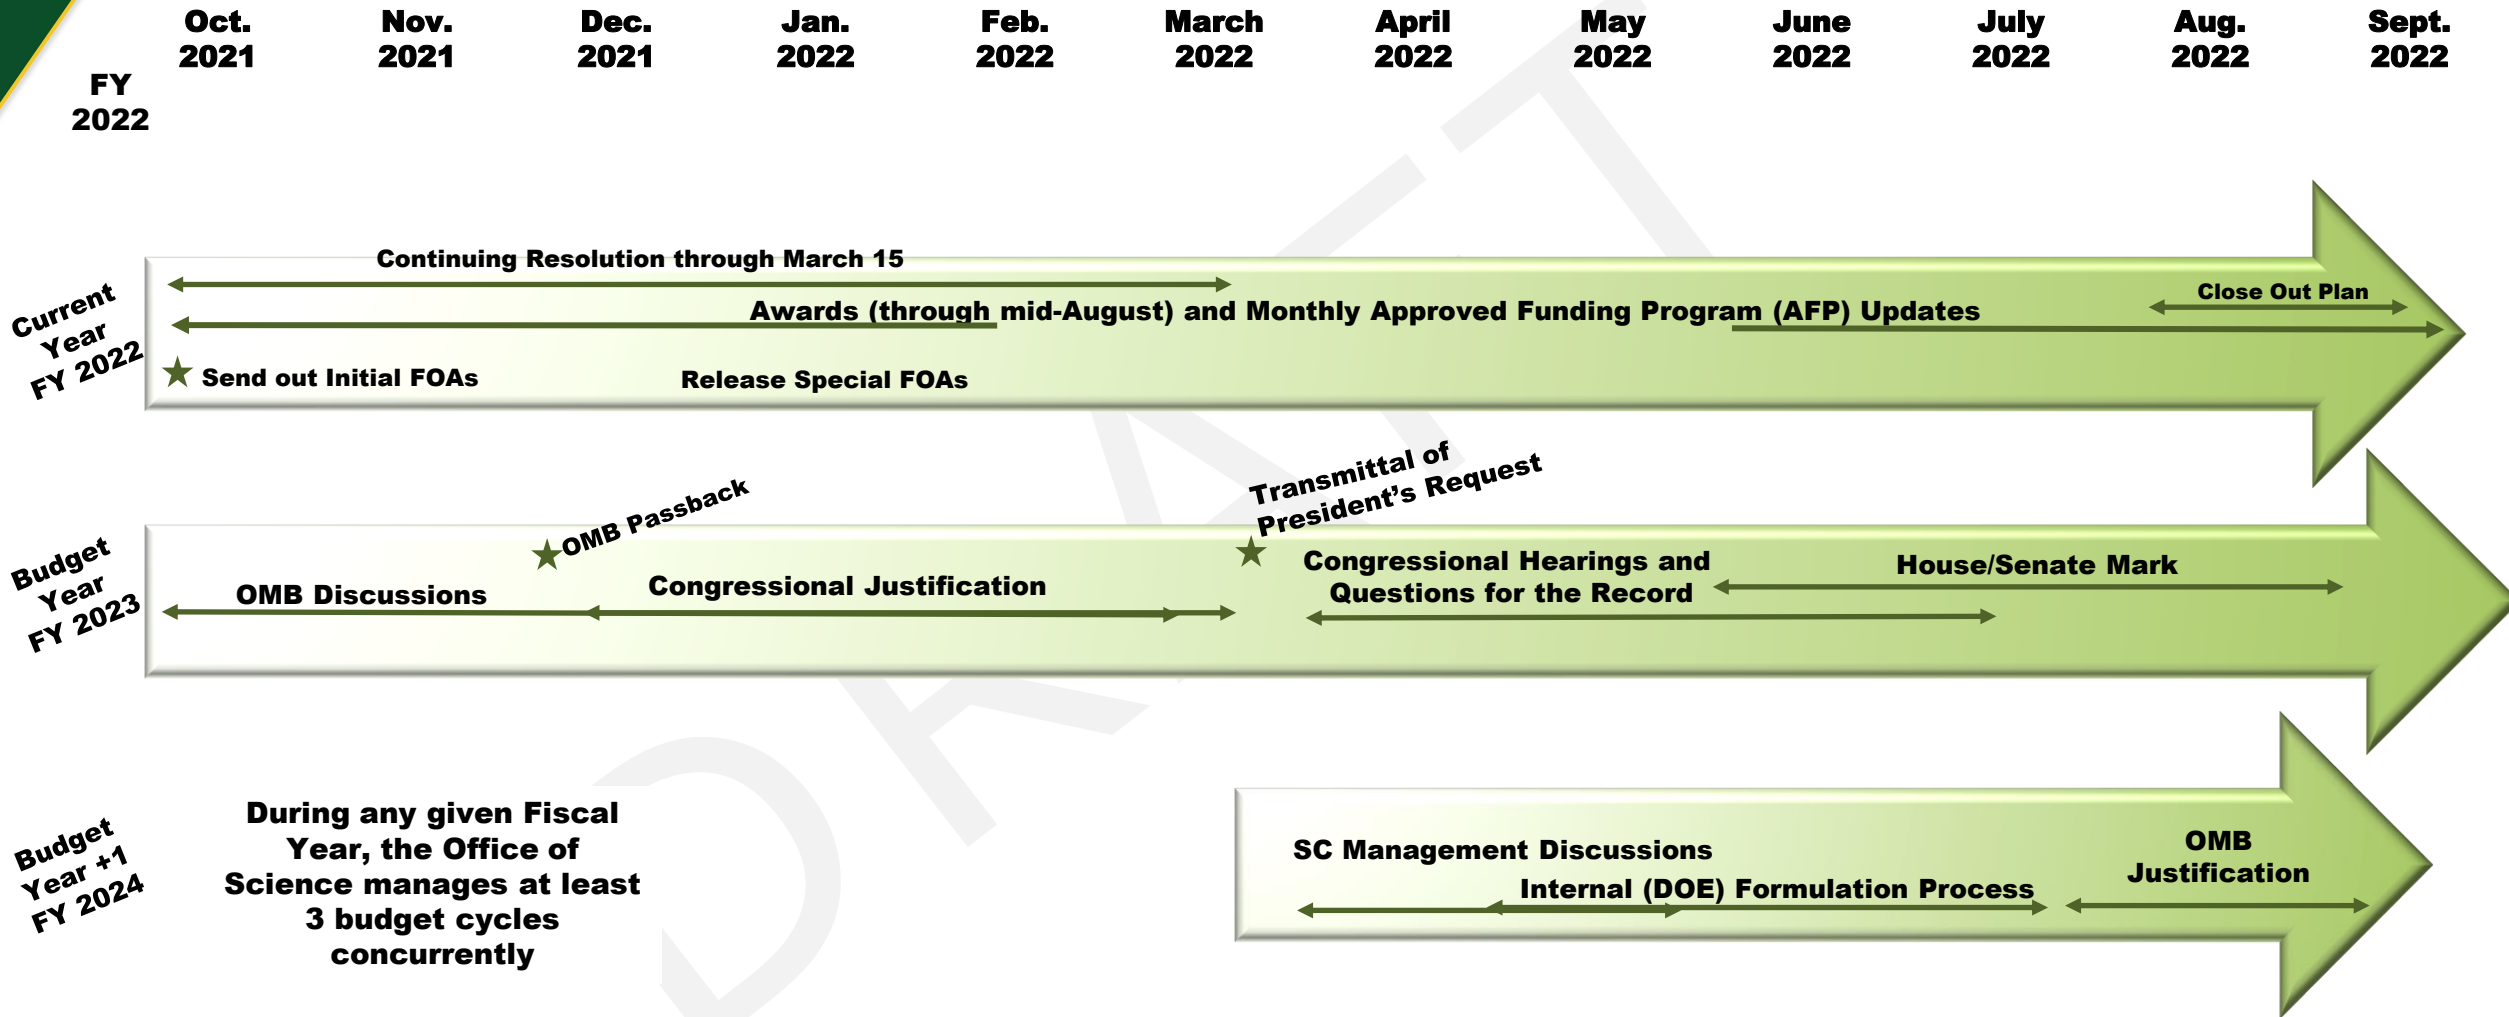 Oct.
2021
Nov.
2021
Dec.
2021
Jan.
2022
Feb.
2022
March
2022
April
2022
May
2022
June
2022
July
2022
Aug.
2022
Sept.
2022
FY
2022
Current
Year
FY 2022
Continuing Resolution through March 15
Awards (through mid-August) and Monthly Approved Funding Program (AFP) Updates
Close Out Plan
Send out Initial FOAs
Release Special FOAs
Budget
Year
FY 2023
OMB Discussions
OMB Passback
Congressional Justification
Transmittal of
President’s Request
Congressional Hearings and
Questions for the Record
House/Senate Mark
Budget
Year +1
FY 2024
During any given Fiscal
Year, the Office of
Science manages at least
3 budget cycles
concurrently
SC Management Discussions
Internal (DOE) Formulation Process
OMB
Justification
DRAFT